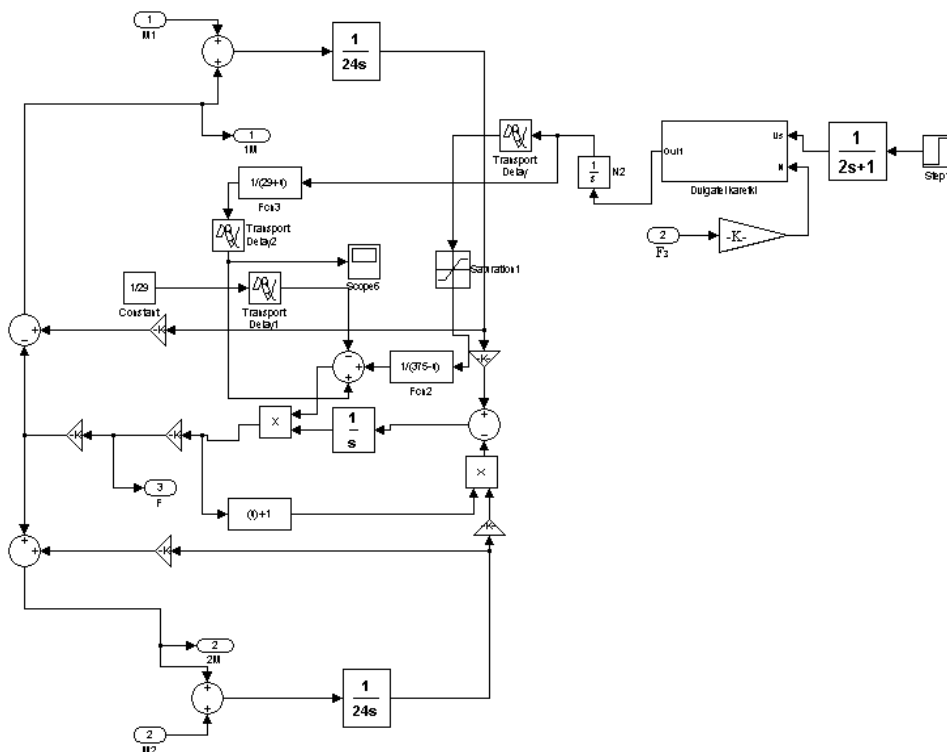 1
M1
1
24s
1
1M
1/(29+u)
Fcn3
Transport
Delay
1
s
N2
Out1
Us
N
Dvigatel karetki
1
2s+1
Step1
2
F3
-K-
Transport
Delay2
Scope6
Saturation1
1/29
Constant
Transport
Delay1
-K-
-K-
1/(375-u)
Fcn2
X
1
s
-K-
-K-
X
3
F
(u)+1
-K-
-K-
2
2M
1
24s
2
M2